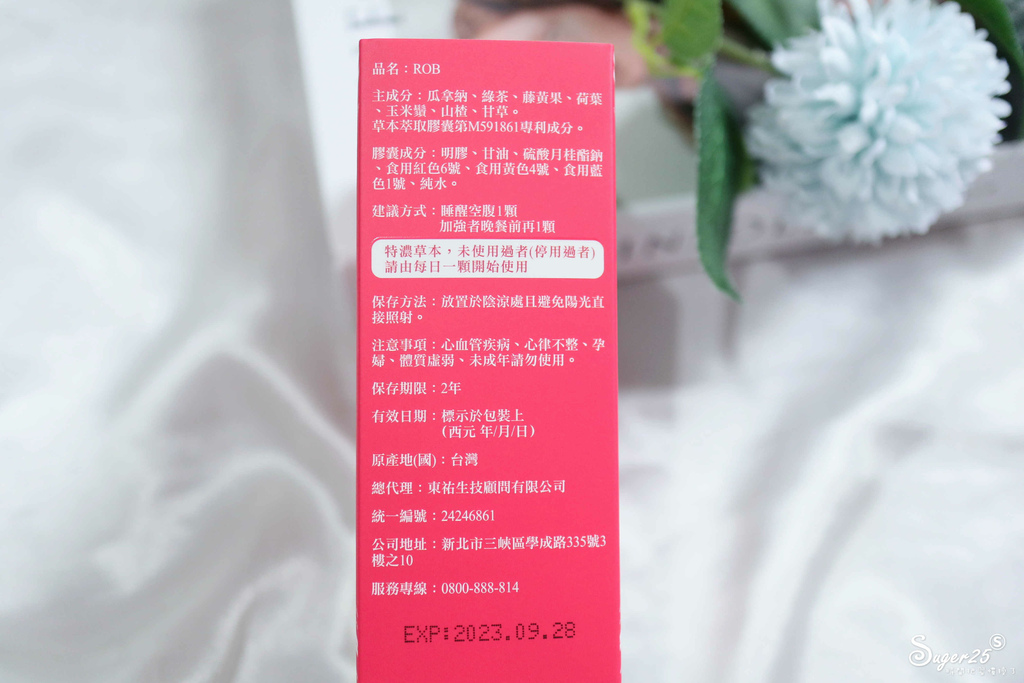 品名：ROB
主成分：瓜拿納、綠茶、藤黃果、荷葉
、玉米鬚、山楂、甘草。
草本萃取膠囊第M591861專利成分。
膠囊成分：明膠、甘油、硫酸月桂酯鈉
、食用紅色6號、食用黃色4號、食用藍
色1號、純水。
建議方式：睡醒空腹1顆
加強者晚餐前再1顆
特濃草本，未使用過者(停用過者)
請由每日一顆開始使用
保存方法：放置於陰涼處且避免陽光直
接照射。
注意事項：心血管疾病、心律不整、孕
婦、體質虛弱、未成年請勿使用。
保存期限：2年
有效日期：標示於包裝上
(西元 年/月/日)
原產地(國)：台灣
總代理：東祐生技顧問有限公司
統一編號：24246861
公司地址：新北市三峽區學成路335號3
樓之10
服務專線：0800-888-814
EXP:2023.09.28
Suger25